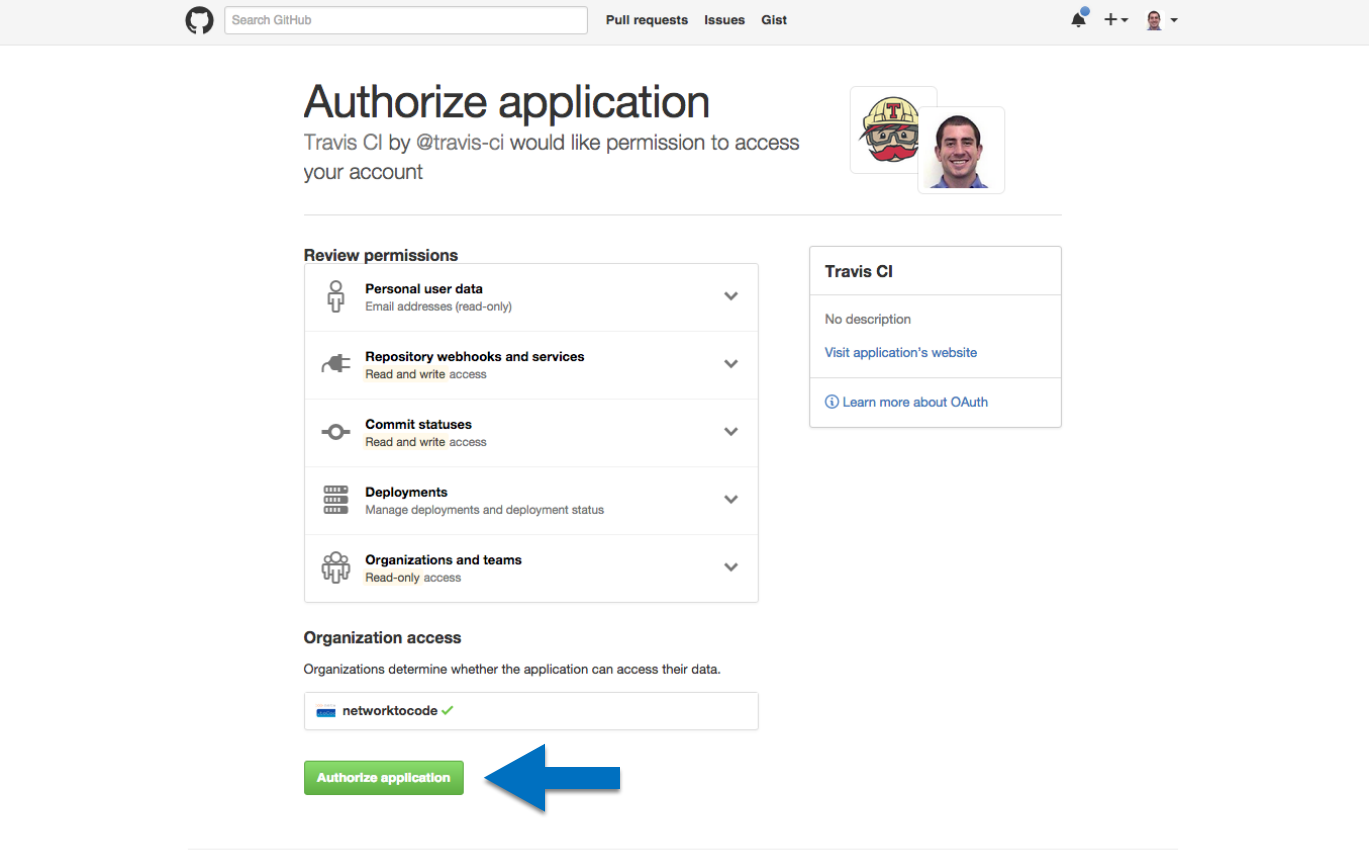 Search GitHub
Pull requests
Issues
Gist
Authorize application
Travis CI by @travis-ci would like permission to access
your account
T
Review permissions
Personal user data
Email addresses (read-only)
Repository webhooks and services
Read and write access
Commit statuses
Read and write access
Deployments
Manage deployments and deployment status
Organizations and teams
Read-only access
Travis CI
No description
Visit application's website
Learn more about OAuth
Organization access
Organizations determine whether the application can access their data.
networktocode
Authorize application